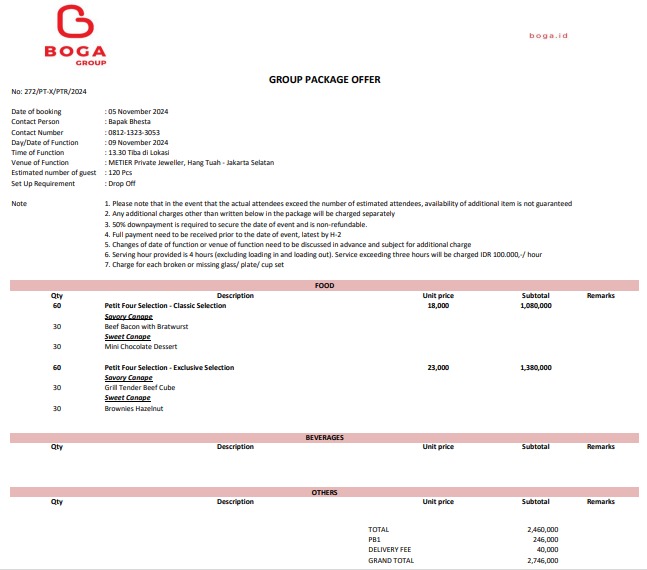 BOGA
GROUP
boga.id
GROUP PACKAGE OFFER
No: 272/PT-X/PTR/2024
Date of booking : 05 November 2024
Contact Person : Bapak Bhesta
Contact Number : 0812-1323-3053
Day/Date of Function : 09 November 2024
Time of Function : 13.30 Tiba di Lokasi
Venue of Function : METIER Private Jeweller, Hang Tuah - Jakarta Selatan
Estimated number of guest : 120 Pcs
Set Up Requirement : Drop Off
Note 1. Please note that in the event that the actual attendees exceed the number of estimated attendees, availability of additional item is not guaranteed
2. Any additional charges other than written below in the package will be charged separately
3. 50% downpayment is required to secure the date of event and is non-refundable.
4. Full payment need to be received prior to the date of event, latest by H-2
5. Changes of date of function or venue of function need to be discussed in advance and subject for additional charge
6. Serving hour provided is 4 hours (excluding loading in and loading out). Service exceeding three hours will be charged IDR 100.000,-/ hour
7. Charge for each broken or missing glass/ plate/ cup set
FOOD
Qty Description Unit price Subtotal Remarks
60 Petit Four Selection - Classic Selection 18,000 1,080,000
Savory Canape
30 Beef Bacon with Bratwurst
Sweet Canape
30 Mini Chocolate Dessert
60 Petit Four Selection - Exclusive Selection 23,000 1,380,000
Savory Canape
30 Grill Tender Beef Cube
Sweet Canape
30 Brownies Hazelnut
BEVERAGES
Qty Description Unit price Subtotal Remarks
OTHERS
Qty Description Unit price Subtotal Remarks
TOTAL 2,460,000
PB1 246,000
DELIVERY FEE 40,000
GRAND TOTAL 2,746,000